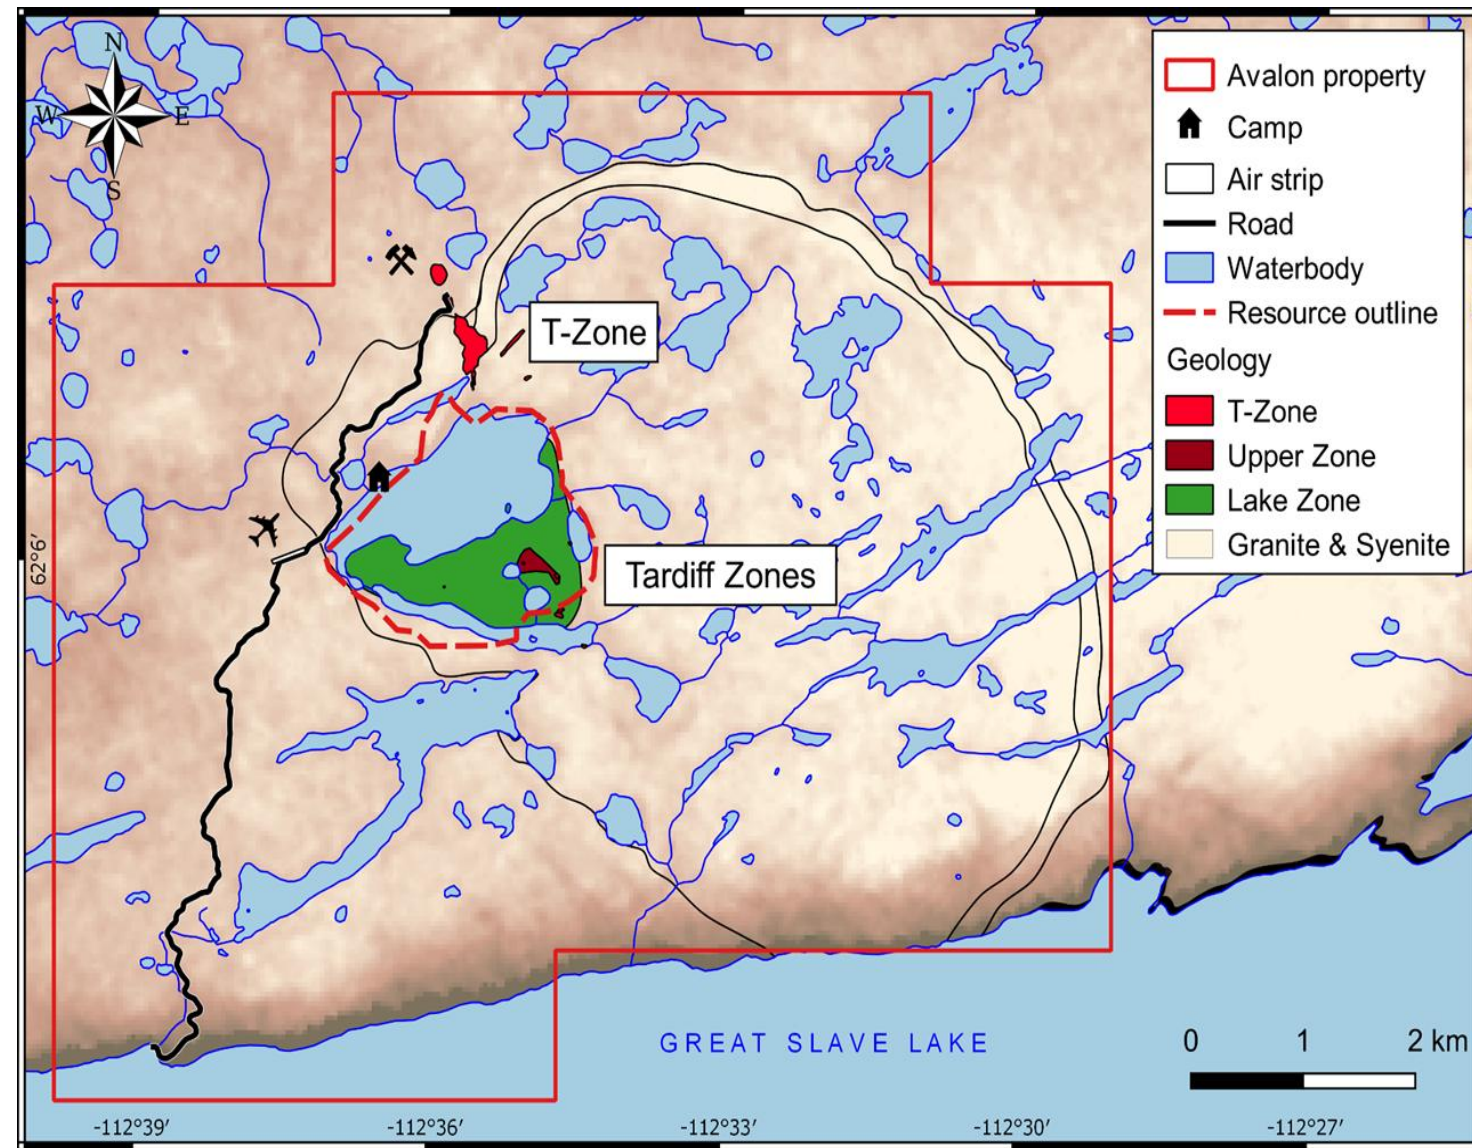 N
W
E
S
Avalon property
Camp
Air strip
Road
Waterbody
Resource outline
Geology
T-Zone
Upper Zone
Lake Zone
Granite & Syenite
T-Zone
Tardiff Zones
62°6′
GREAT SLAVE LAKE
0 1 2 km
-112°39′ -112°36′ -112°33′ -112°30′ -112°27′